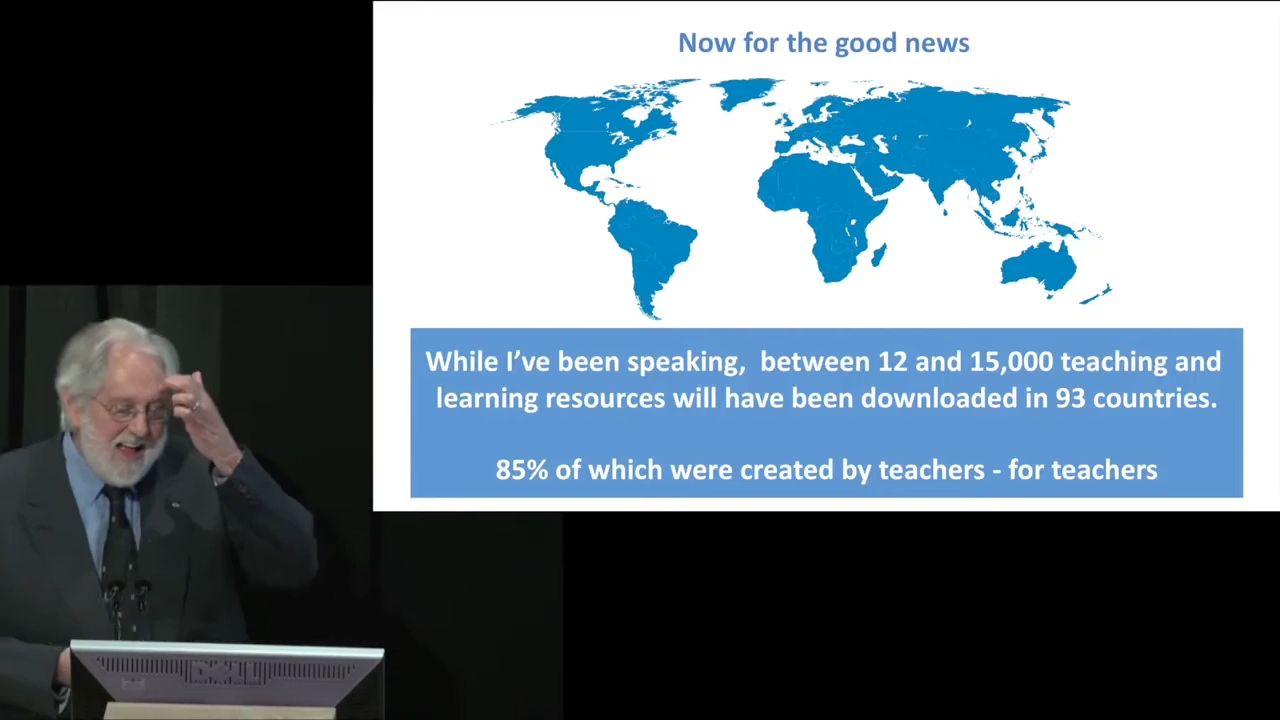 Now for the good news
While I've been speaking,  between 12 and 15,000 teaching and
learning resources will have been downloaded in 93 countries.
85% of which were created by teachers - for teachers
DELL